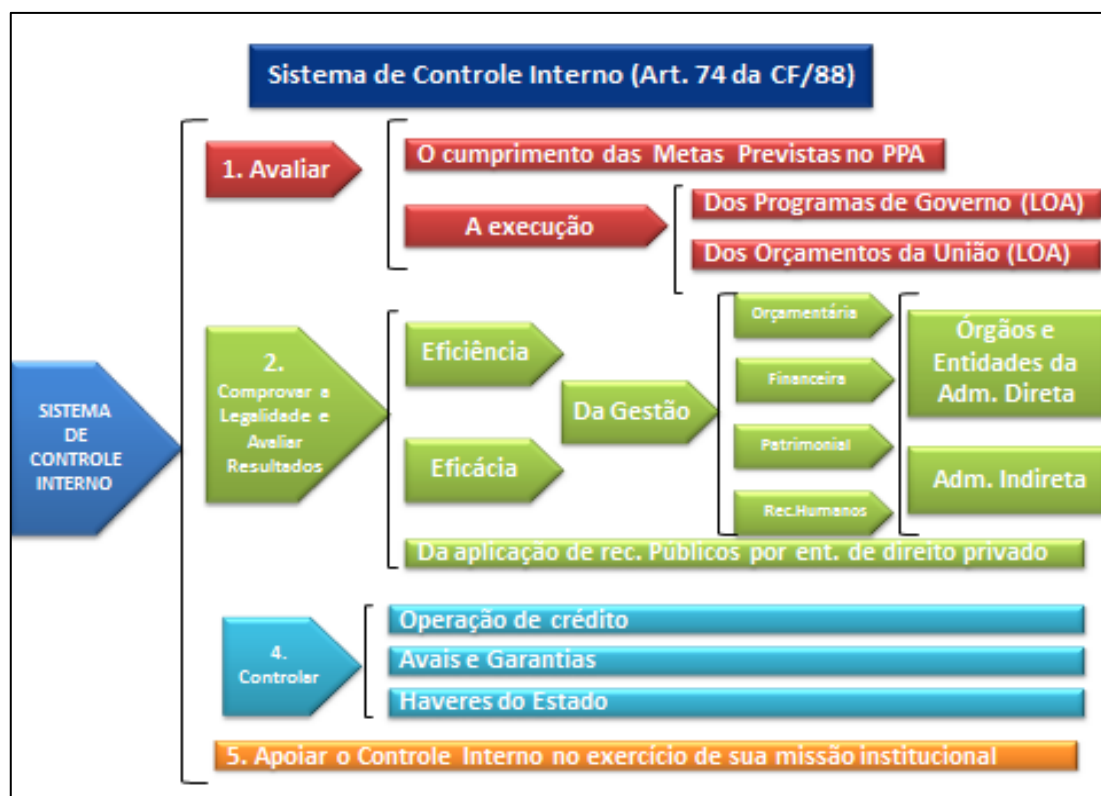 Sistema de Controle Interno (Art. 74 da CF/88)
SISTEMA
DE
CONTROLE
INTERNO
1. Avaliar
O cumprimento das Metas Previstas no PPA
A execução
Dos Programas de Governo (LOA)
Dos Orçamentos da União (LOA)
2.
Comprovar a
Legalidade e
Avaliar
Resultados
Eficiência
Eficácia
Da Gestão
Orçamentária
Financeira
Patrimonial
Rec.Humanos
Órgãos e
Entidades da
Adm. Direta
Adm. Indireta
Da aplicação de rec. Públicos por ent. de direito privado
4.
Controlar
Operação de crédito
Avais e Garantias
Haveres do Estado
5. Apoiar o Controle Interno no exercício de sua missão institucional